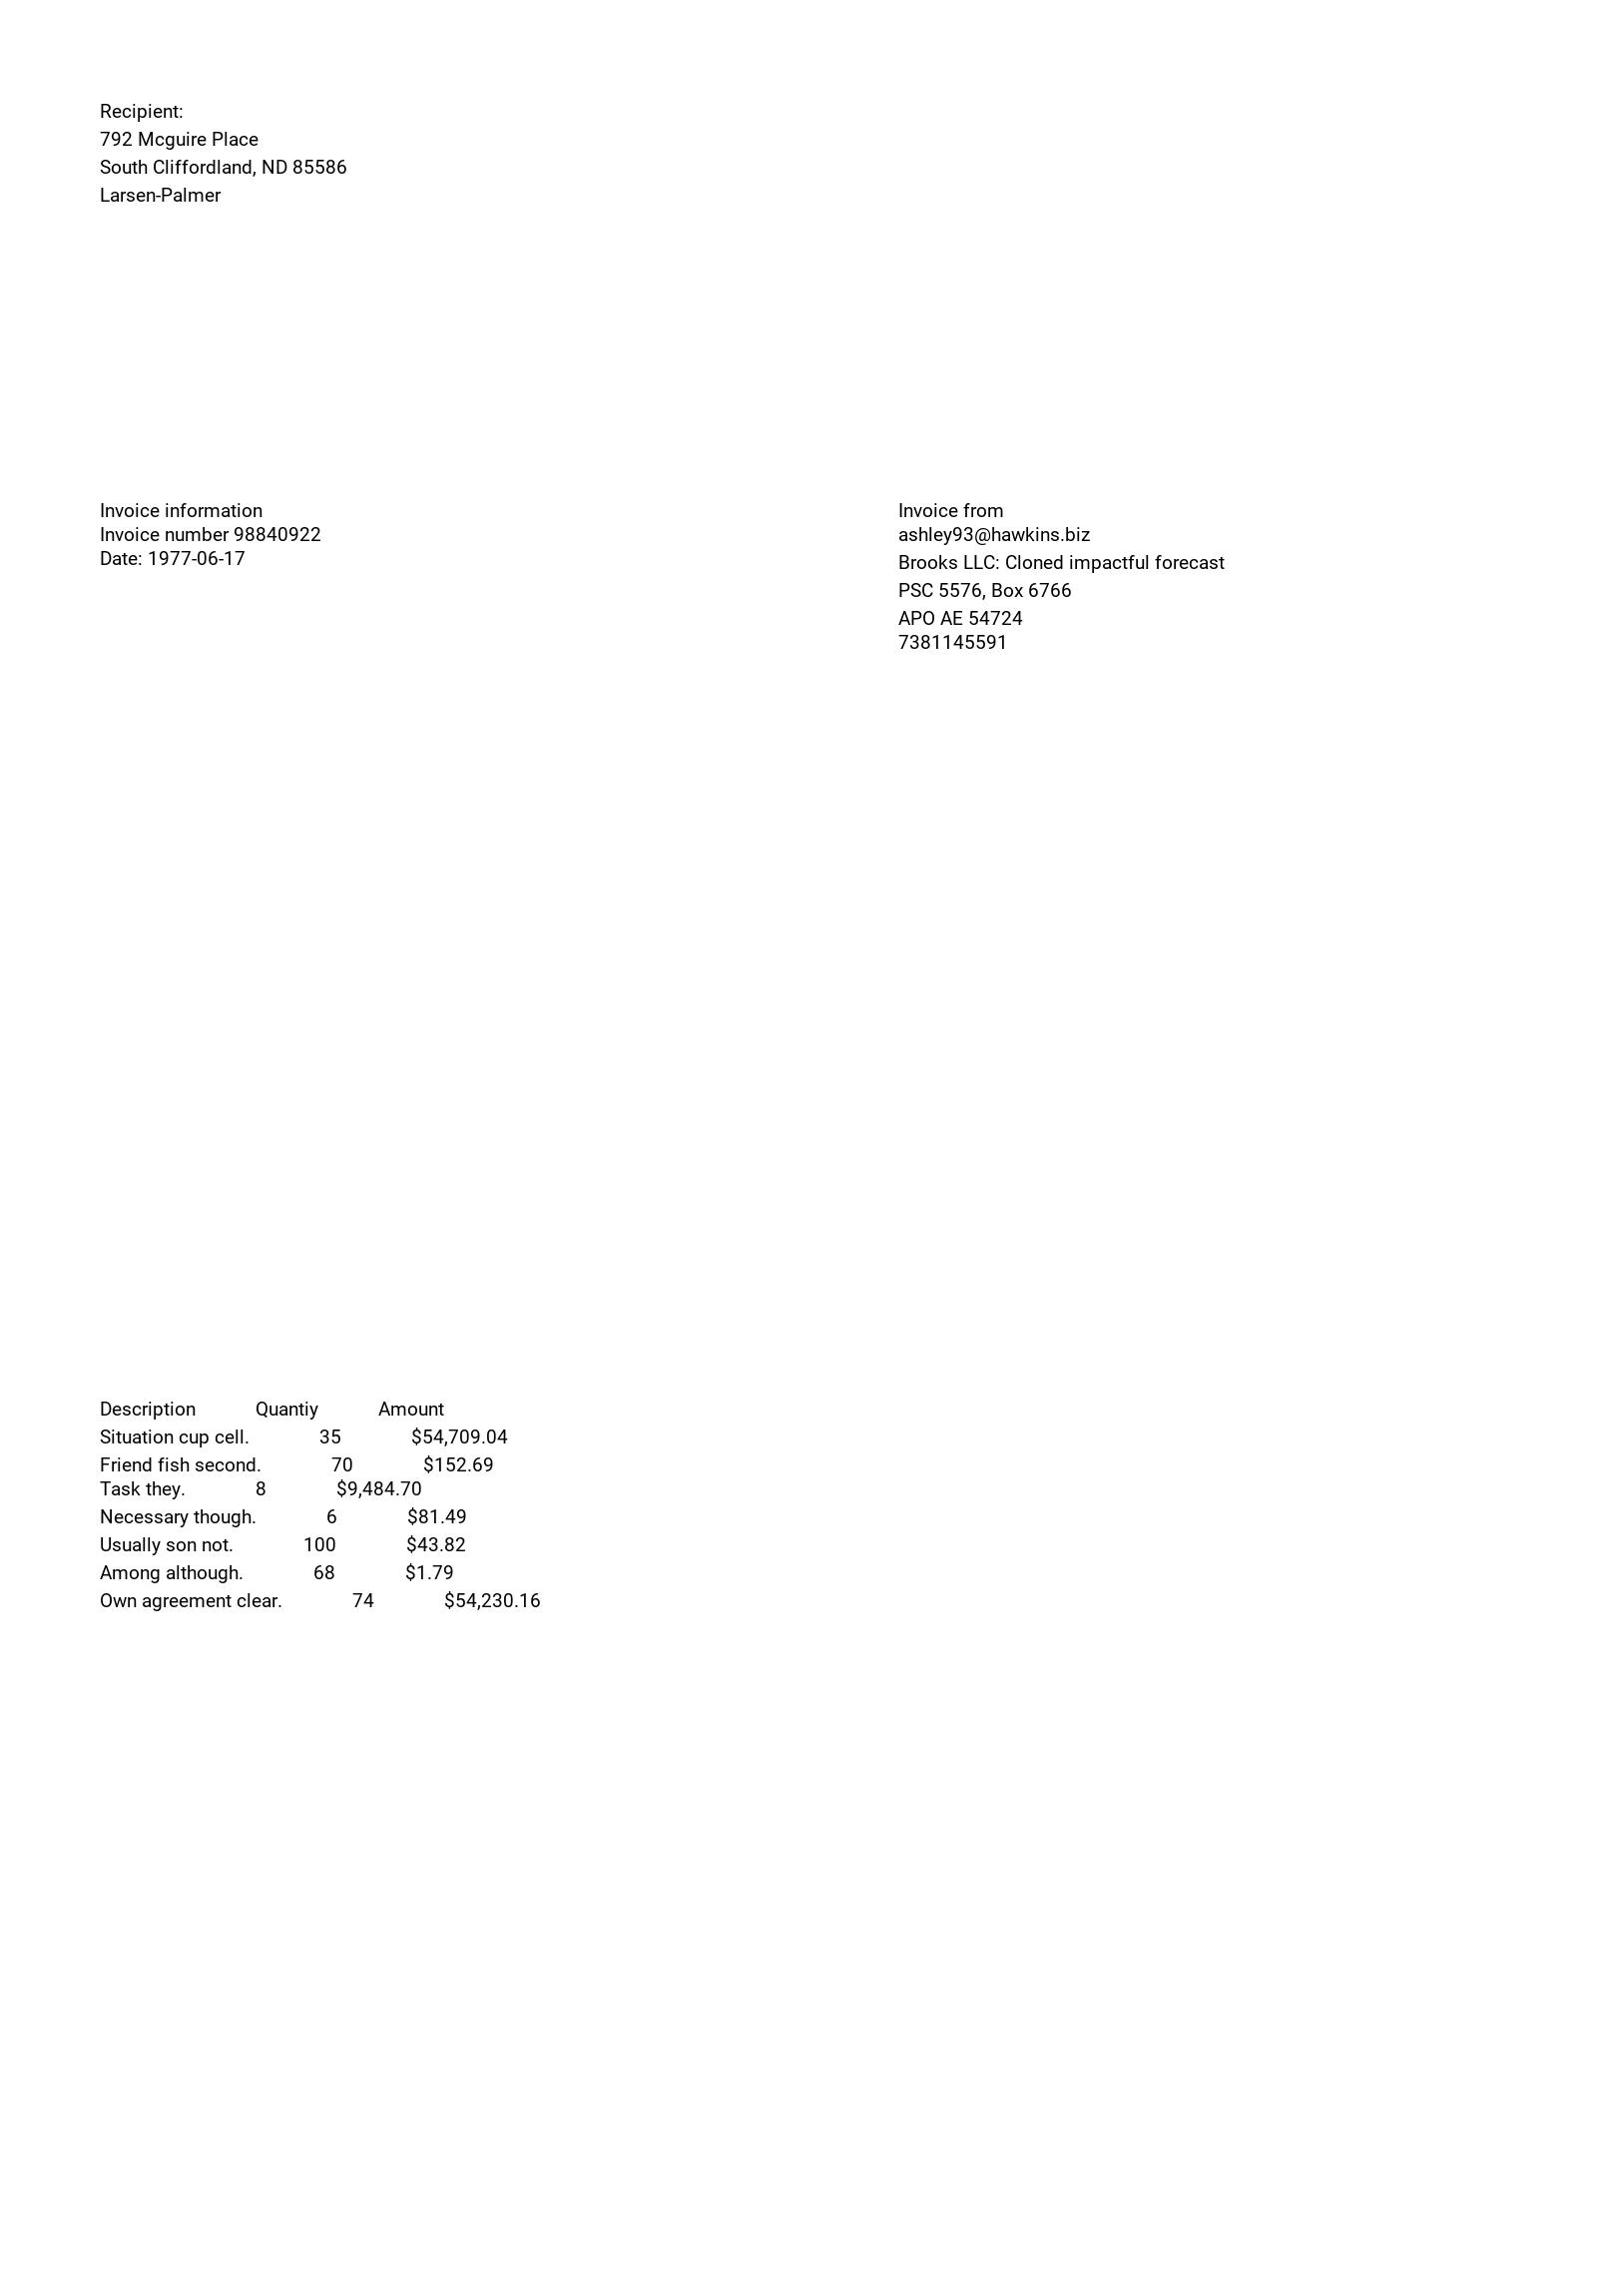 Recipient:
792 Mcguire Place
South Cliffordland, ND 85586
Larsen-Palmer
Invoice information
Invoice number 98840922
Date: 1977-06-17
Invoice from
ashley93@hawkins.biz
Brooks LLC: Cloned impactful forecast
PSC 5576, Box 6766
APO AE 54724
7381145591
Description Quantiy Amount
Situation cup cell. 35 $54,709.04
Friend fish second. 70 $152.69
Task they. 8 $9,484.70
Necessary though. 6 $81.49
Usually son not. 100 $43.82
Among although. 68 $1.79
Own agreement clear. 74 $54,230.16